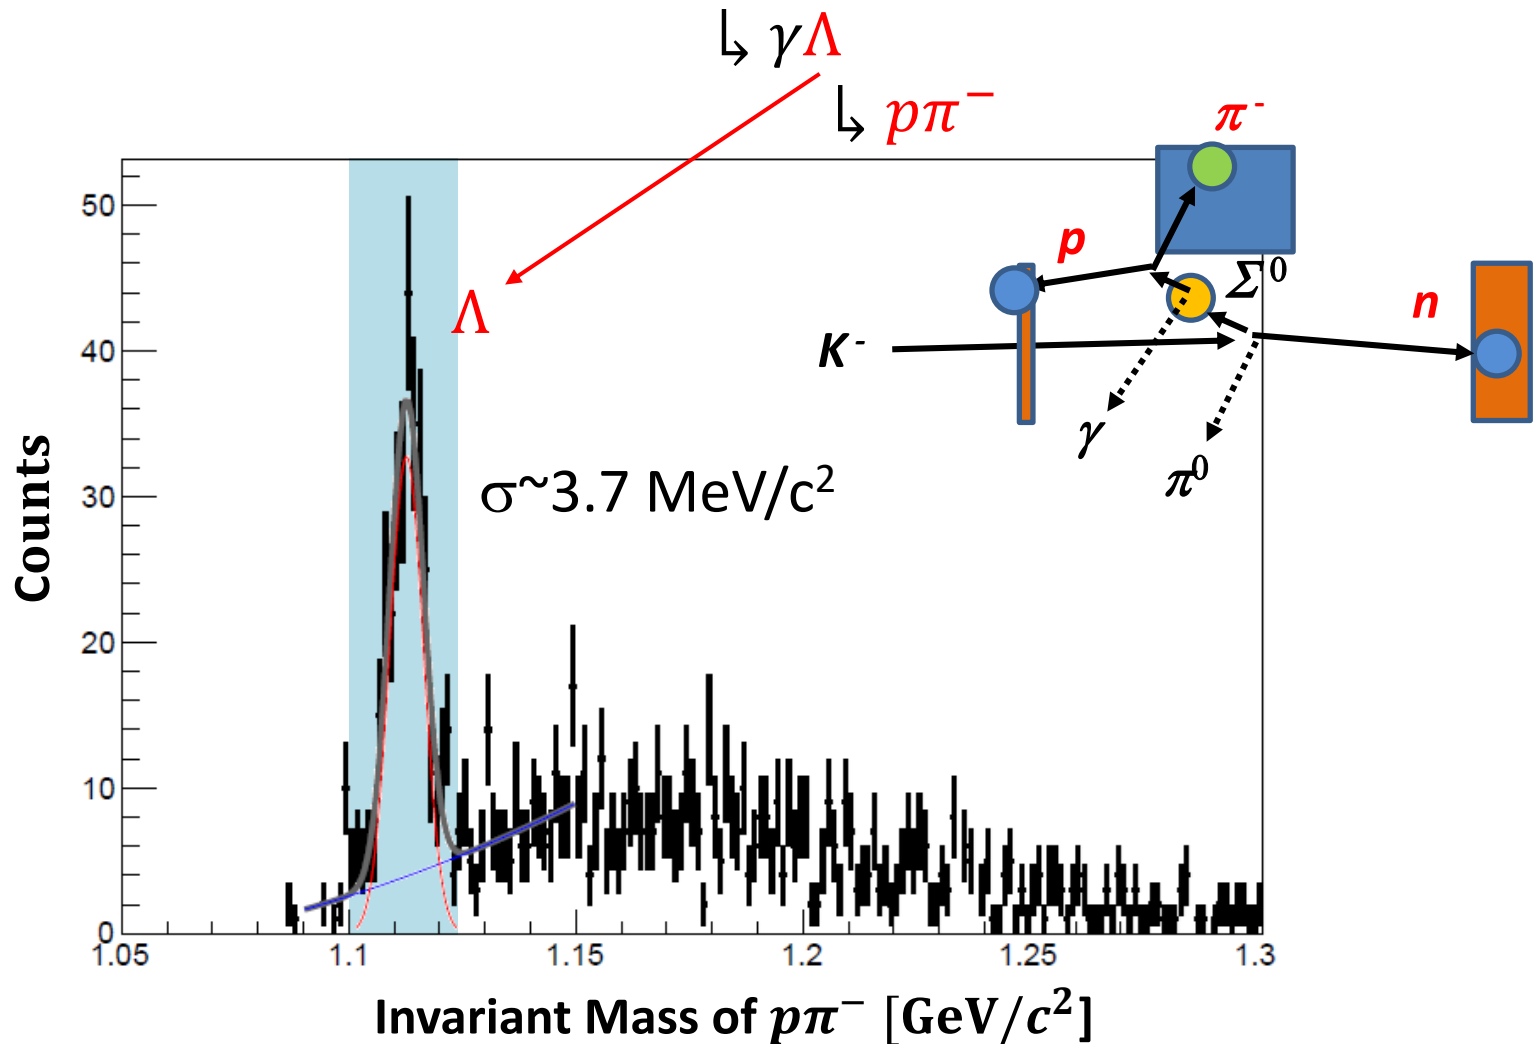 ↳ γΛ
↳ pπ⁻
π⁻
50
p
Σ⁰
Λ
n
40
K⁻
γ
π⁰
σ~3.7 MeV/c²
30
Counts
20
10
0
1.05 1.1 1.15 1.2 1.25 1.3
Invariant Mass of pπ⁻ [GeV/c²]